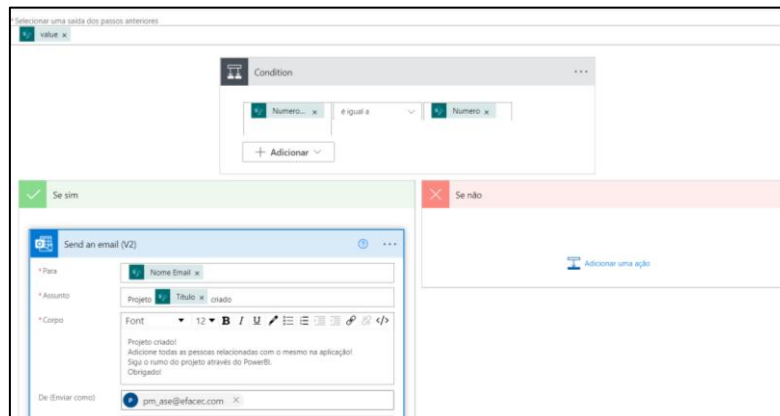 * Selecionar uma saída dos passos anteriores
value ×
Condition ...
Numero... ×
é igual a
Numero ×
+ Adicionar
Se sim
Se não
Send an email (V2) ? ...
Adicionar uma ação
* Para
Nome Email ×
* Assunto
Projeto Título × criado
* Corpo
Font 12 B I U </>
Projeto criado!
Adicione todas as pessoas relacionadas com o mesmo na aplicação!
Siga o rumo do projeto através do PowerBI.
Obrigado!
De (Enviar como)
P pm_ase@efacec.com ×